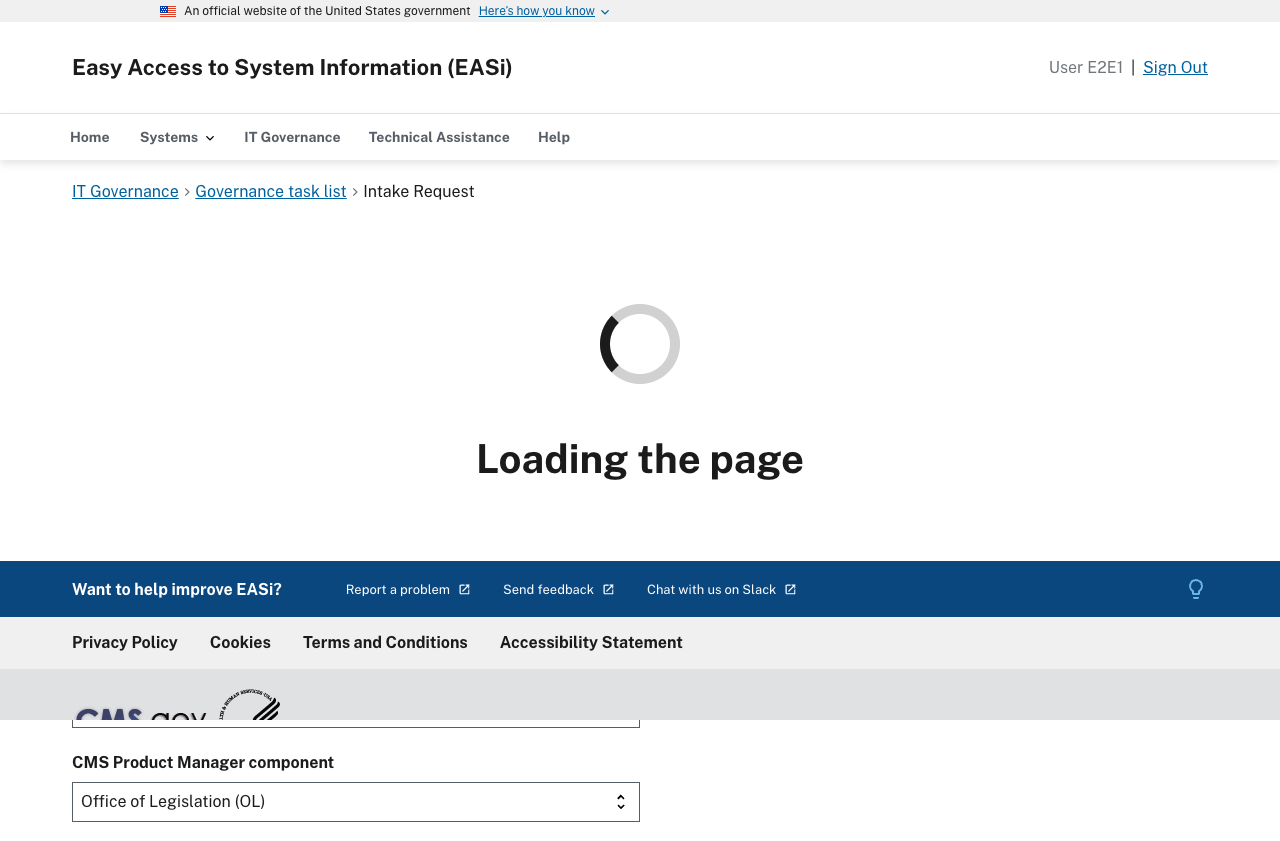 An official website of the United States government Here's how you know
Easy Access to System Information (EASi)
User E2E1 | Sign Out
Home Systems IT Governance Technical Assistance Help
IT Governance Governance task list Intake Request
Loading the page
Want to help improve EASi? Report a problem Send feedback Chat with us on Slack
Privacy Policy Cookies Terms and Conditions Accessibility Statement
CMS.gov
CMS Product Manager component
Office of Legislation (OL)